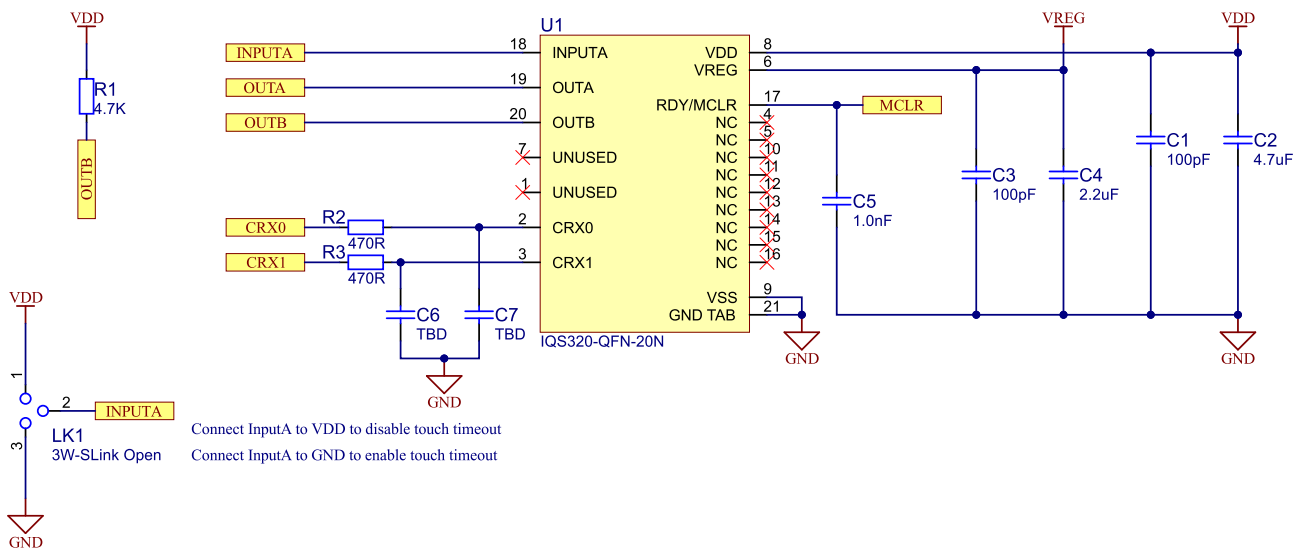 VDD
R1
4.7K
OUTB
U1
INPUTA 18 INPUTA
OUTA 19 OUTA
OUTB 20 OUTB
7 UNUSED
1 UNUSED
CRX0 R2 470R 2 CRX0
CRX1 R3 470R 3 CRX1
VDD 8
VREG 6
RDY/MCLR 17 MCLR
NC 4
NC 5
NC 10
NC 11
NC 12
NC 13
NC 14
NC 15
NC 16
VSS 9
GND TAB 21
IQS320-QFN-20N
GND
C6
TBD
C7
TBD
GND
VREG
VDD
C5
1.0nF
C3
100pF
C4
2.2uF
C1
100pF
C2
4.7uF
GND
VDD
1
2 INPUTA
3
LK1
3W-SLink Open
GND
Connect InputA to VDD to disable touch timeout
Connect InputA to GND to enable touch timeout